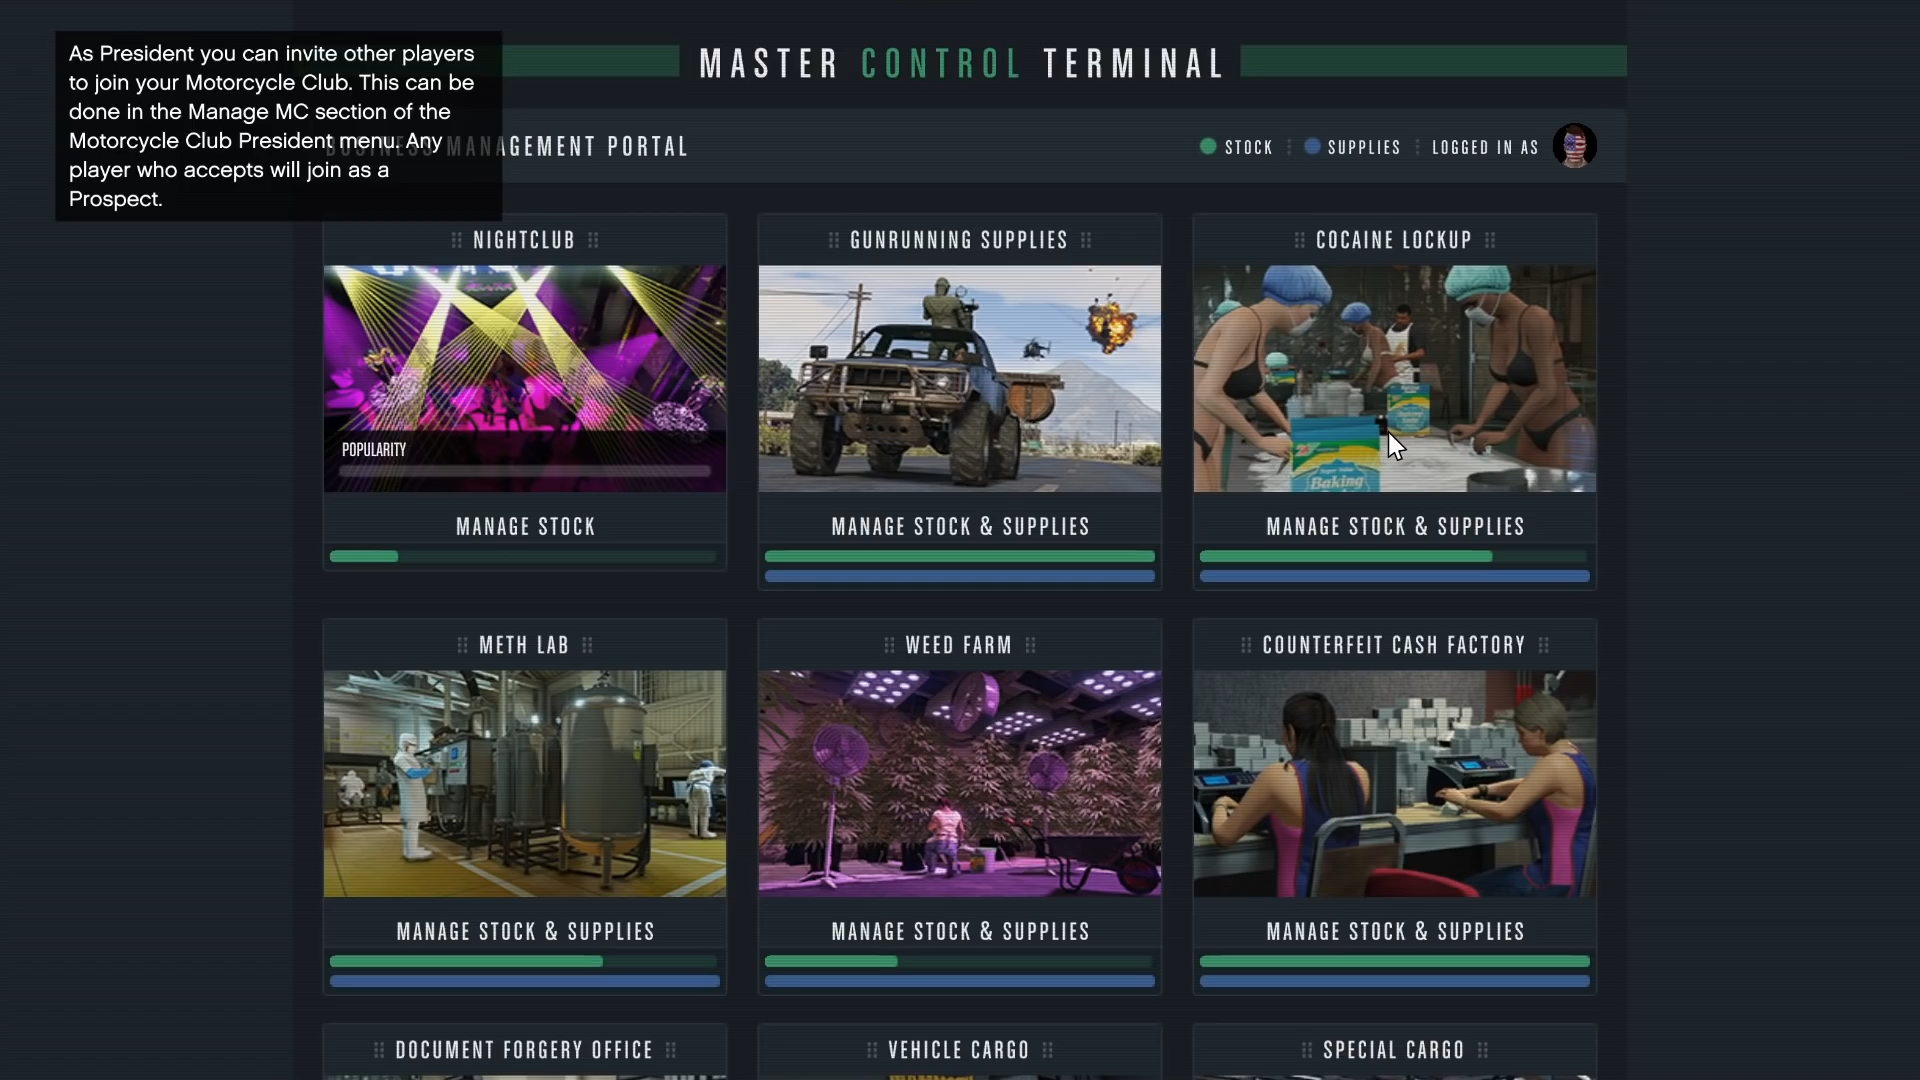 As President you can invite other players
to join your Motorcycle Club. This can be
done in the Manage MC section of the
Motorcycle Club President menu. Any
player who accepts will join as a
Prospect.
MASTER CONTROL TERMINAL
BUSINESS MANAGEMENT PORTAL
STOCK
SUPPLIES
LOGGED IN AS
NIGHTCLUB
GUNRUNNING SUPPLIES
COCAINE LOCKUP
POPULARITY
Baking
MANAGE STOCK
MANAGE STOCK & SUPPLIES
MANAGE STOCK & SUPPLIES
METH LAB
WEED FARM
COUNTERFEIT CASH FACTORY
MANAGE STOCK & SUPPLIES
MANAGE STOCK & SUPPLIES
MANAGE STOCK & SUPPLIES
DOCUMENT FORGERY OFFICE
VEHICLE CARGO
SPECIAL CARGO